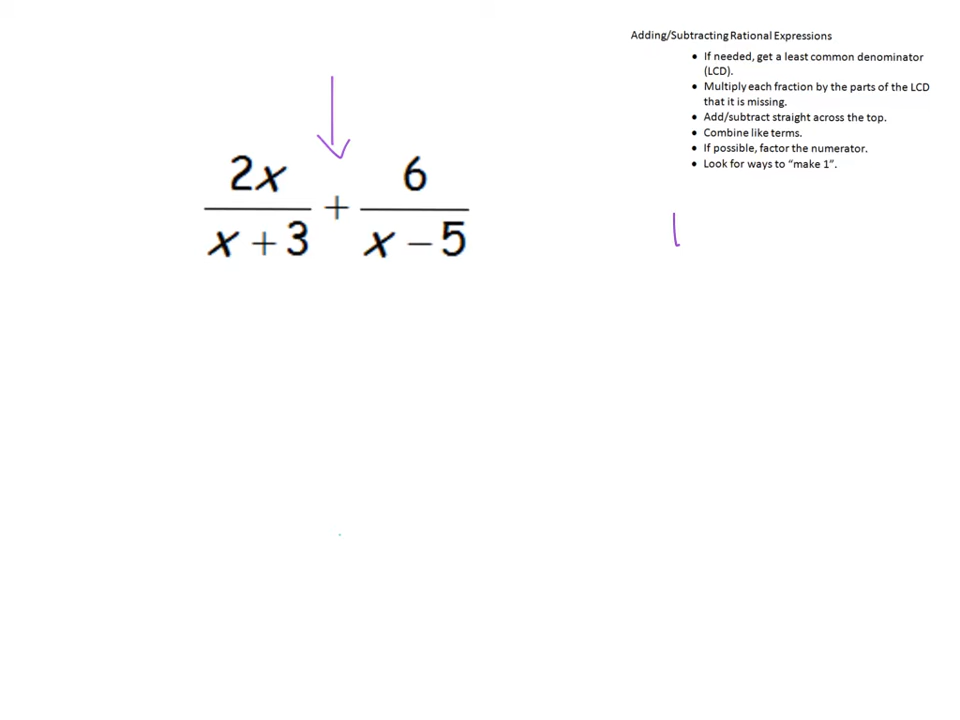 Adding/Subtracting Rational Expressions
• If needed, get a least common denominator
(LCD).
• Multiply each fraction by the parts of the LCD
that it is missing.
• Add/subtract straight across the top.
• Combine like terms.
• If possible, factor the numerator.
• Look for ways to “make 1”.
2x 6
+
x + 3 x − 5